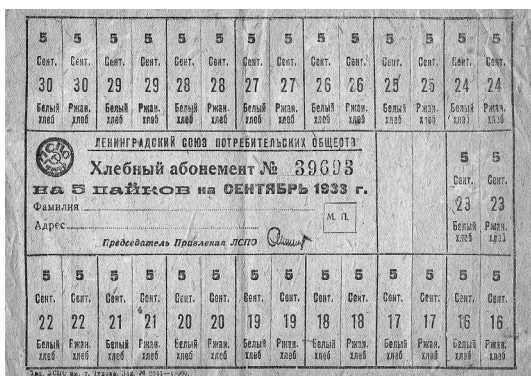 5 5 5 5 5 5 5 5 5 5 5 5 5 5
Сент. Сент. Сент. Сент. Сент. Сент. Сент. Сент. Сент. Сент. Сент. Сент. Сент. Сент.
30 30 29 29 28 28 27 27 26 26 25 25 24 24
Белый Ржан. Белый Ржан. Белый Ржан. Белый Ржан. Белый Ржан. Белый Ржан. Белый Ржан.
хлеб хлеб хлеб хлеб хлеб хлеб хлеб хлеб хлеб хлеб хлеб хлеб хлеб хлеб
ЛСПО
ЛЕНИНГРАДСКИЙ СОЮЗ ПОТРЕБИТЕЛЬСКИХ ОБЩЕСТВ
Хлебный абонемент № 39693
на 5 пайков на СЕНТЯБРЬ 1933 г.
Фамилия
Адрес
М. П.
Председатель Правления ЛСПО
5 5
Сент. Сент.
23 23
Белый Ржан.
хлеб хлеб
5 5 5 5 5 5 5 5 5 5 5 5 5 5
Сент. Сент. Сент. Сент. Сент. Сент. Сент. Сент. Сент. Сент. Сент. Сент. Сент. Сент.
22 22 21 21 20 20 19 19 18 18 17 17 16 16
Белый Ржан. Белый Ржан. Белый Ржан. Белый Ржан. Белый Ржан. Белый Ржан. Белый Ржан.
хлеб хлеб хлеб хлеб хлеб хлеб хлеб хлеб хлеб хлеб хлеб хлеб хлеб хлеб